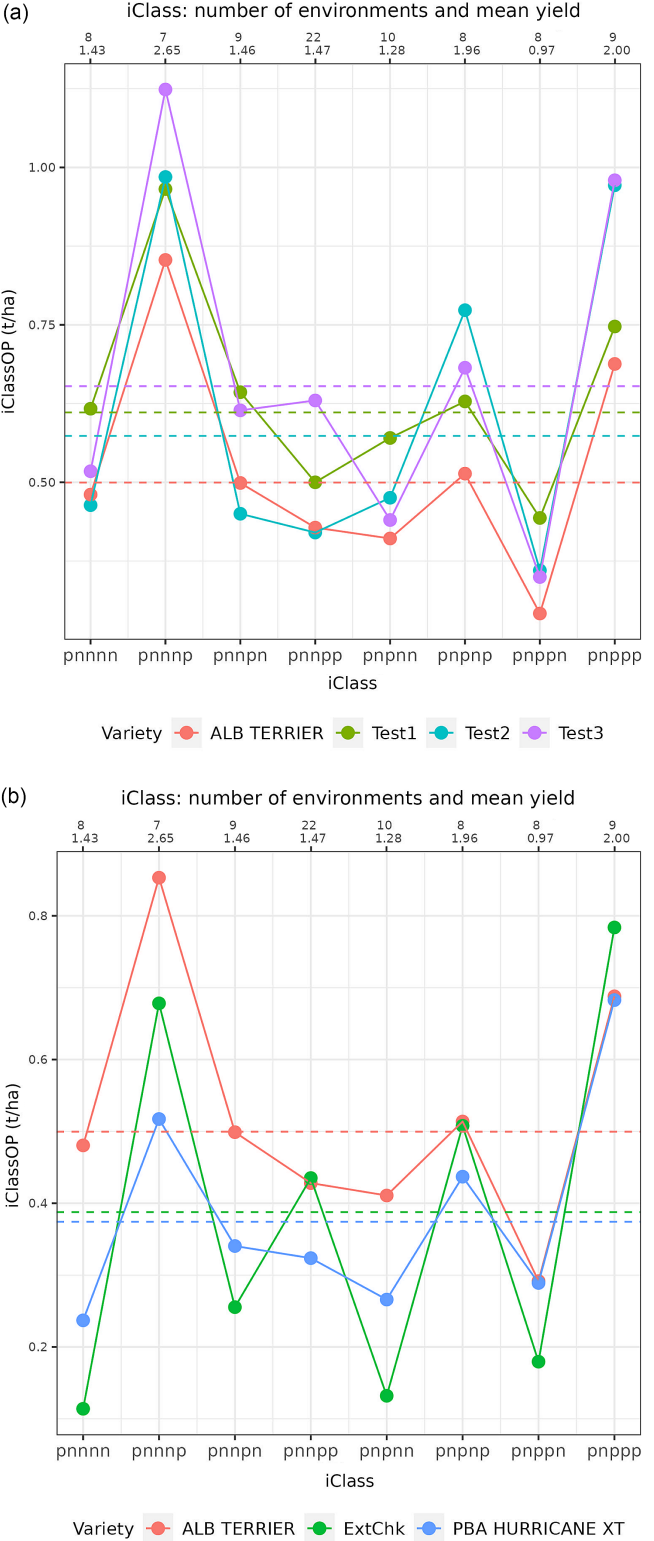 (a)
iClass: number of environments and mean yield
8 7 9 22 10 8 8 9
1.43 2.65 1.46 1.47 1.28 1.96 0.97 2.00
1.00
0.75
0.50
iClassOP (t/ha)
pnnnn pnnnp pnnpn pnnpp pnpnn pnpnp pnppn pnppp
iClass
Variety ALB TERRIER Test1 Test2 Test3
(b)
iClass: number of environments and mean yield
8 7 9 22 10 8 8 9
1.43 2.65 1.46 1.47 1.28 1.96 0.97 2.00
0.8
0.6
0.4
0.2
iClassOP (t/ha)
pnnnn pnnnp pnnpn pnnpp pnpnn pnpnp pnppn pnppp
iClass
Variety ALB TERRIER ExtChk PBA HURRICANE XT